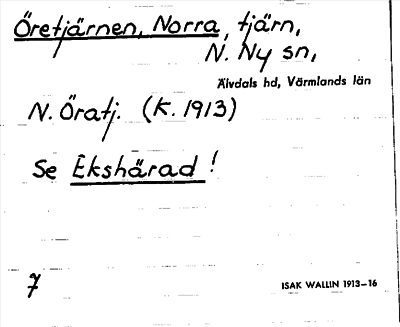 Öretjärnen, Norra, tjärn,
N. Ny sn,
Älvdals hd, Värmlands län
N. Öratj. (K. 1913)
Se Ekshärad!
7
ISAK WALLIN 1913-16